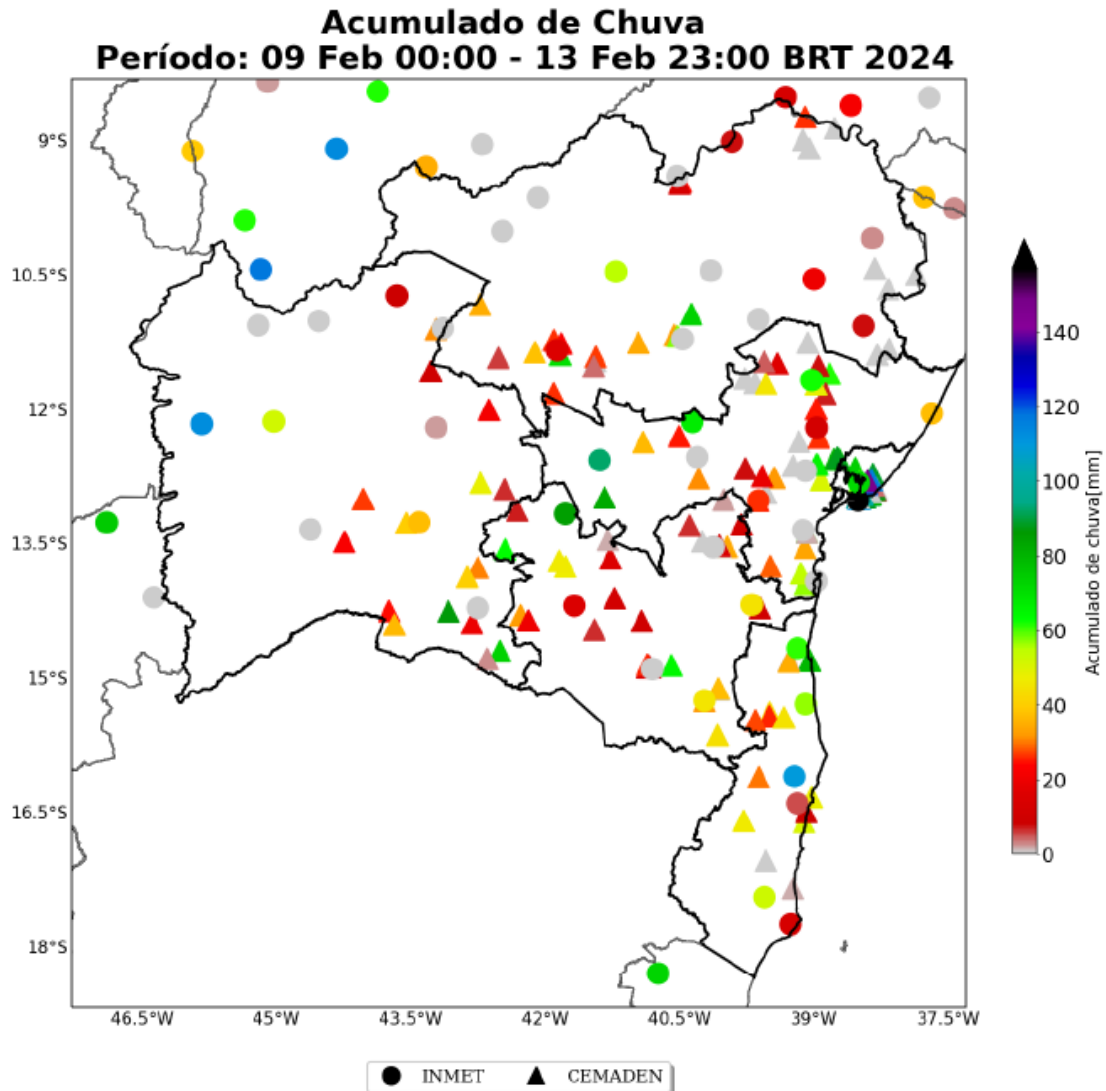 Acumulado de Chuva
Período: 09 Feb 00:00 - 13 Feb 23:00 BRT 2024
9°S
10.5°S
12°S
13.5°S
15°S
16.5°S
18°S
46.5°W
45°W
43.5°W
42°W
40.5°W
39°W
37.5°W
140
120
100
80
60
40
20
0
Acumulado de chuva[mm]
INMET
CEMADEN